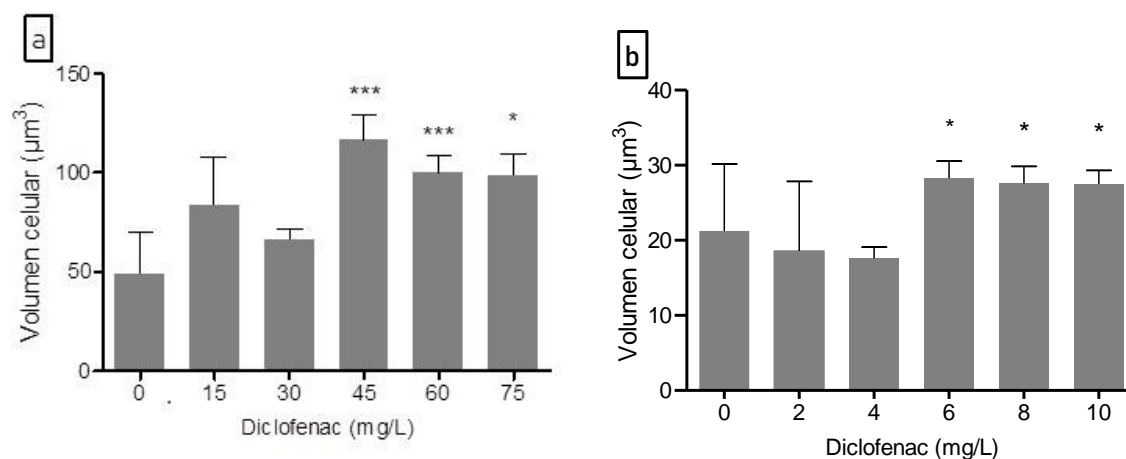 a
150
100
50
0
Volumen celular (µm³)
*** *** *
0 15 30 45 60 75
Diclofenac (mg/L)
b
40
30
20
10
0
Volumen celular (µm³)
* * *
0 2 4 6 8 10
Diclofenac (mg/L)